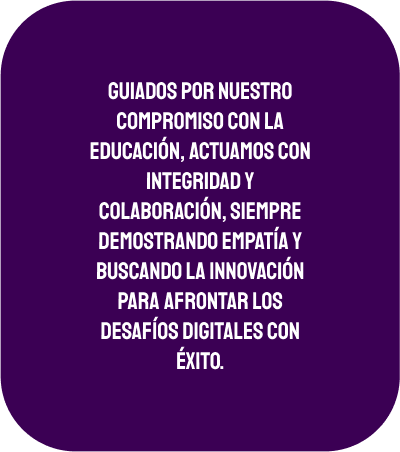 GUIADOS POR NUESTRO
COMPROMISO CON LA
EDUCACIÓN, ACTUAMOS CON
INTEGRIDAD Y
COLABORACIÓN, SIEMPRE
DEMOSTRANDO EMPATÍA Y
BUSCANDO LA INNOVACIÓN
PARA AFRONTAR LOS
DESAFÍOS DIGITALES CON
ÉXITO.